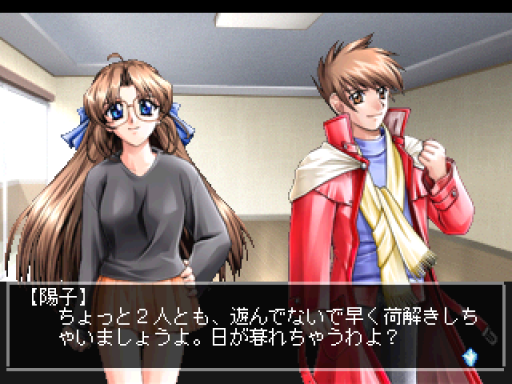 【陽子】
ちょっと２人とも、遊んでないで早く荷解きしち
ゃいましょうよ。日が暮れちゃうわよ？